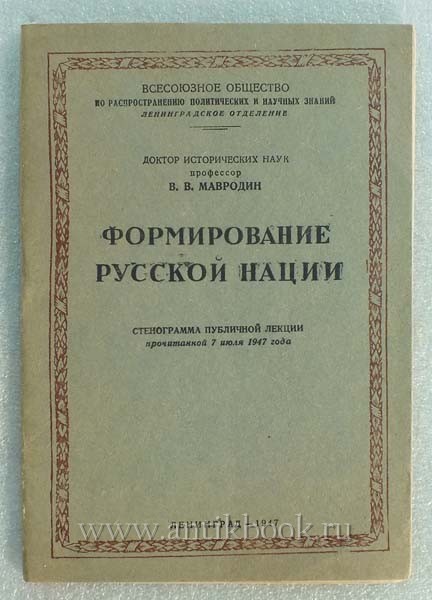 ВСЕСОЮЗНОЕ ОБЩЕСТВО
ПО РАСПРОСТРАНЕНИЮ ПОЛИТИЧЕСКИХ И НАУЧНЫХ ЗНАНИЙ
ЛЕНИНГРАДСКОЕ ОТДЕЛЕНИЕ
ДОКТОР ИСТОРИЧЕСКИХ НАУК
профессор
В. В. МАВРОДИН
ФОРМИРОВАНИЕ
РУССКОЙ НАЦИИ
СТЕНОГРАММА ПУБЛИЧНОЙ ЛЕКЦИИ
прочитанной 7 июля 1947 года
ЛЕНИНГРАД — 1947
www.antikbook.ru